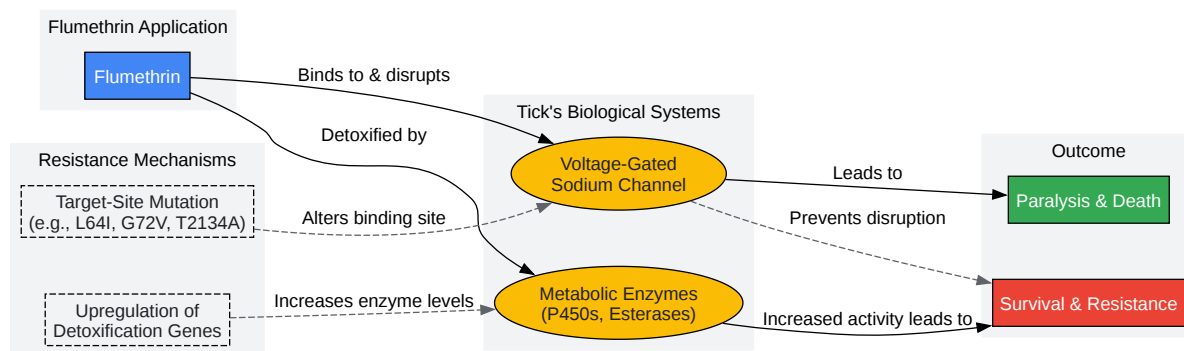 Flumethrin Application
Flumethrin
Binds to & disrupts
Detoxified by
Resistance Mechanisms
Target-Site Mutation
(e.g., L64I, G72V, T2134A)
Alters binding site
Upregulation of
Detoxification Genes
Increases enzyme levels
Tick's Biological Systems
Voltage-Gated
Sodium Channel
Metabolic Enzymes
(P450s, Esterases)
Leads to
Prevents disruption
Increased activity leads to
Outcome
Paralysis & Death
Survival & Resistance